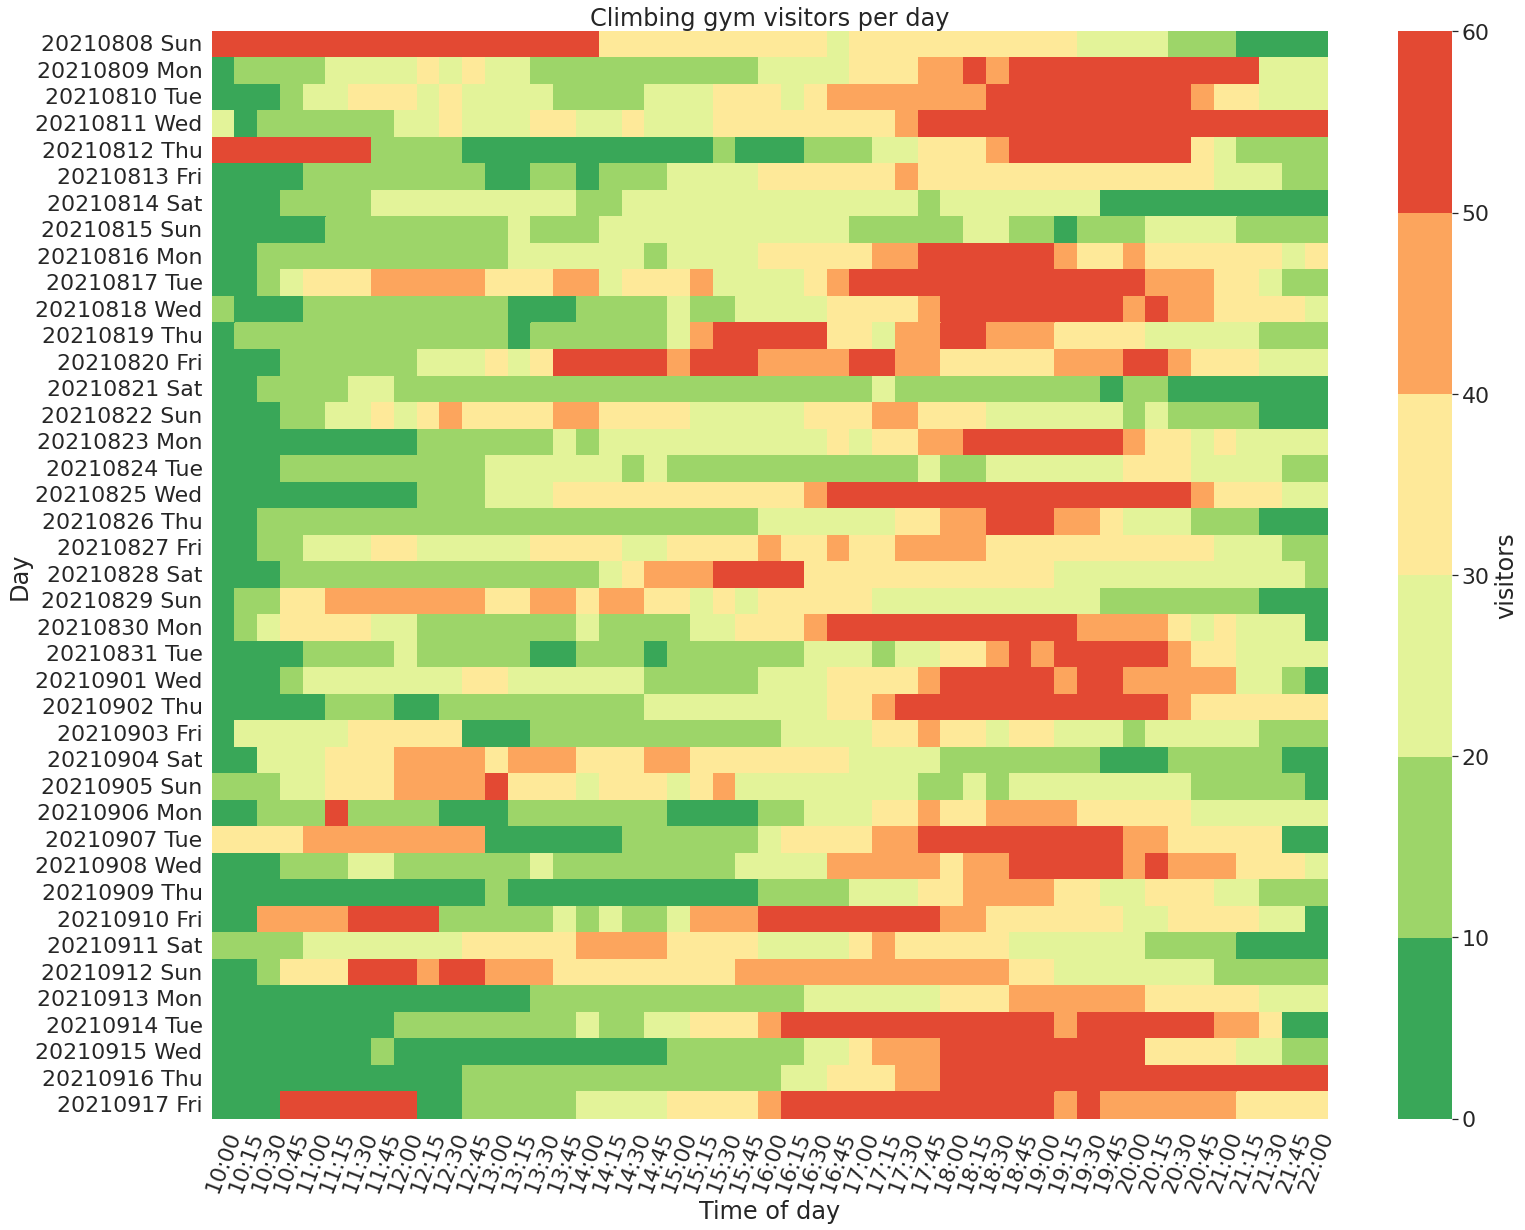 Climbing gym visitors per day
20210808 Sun
20210809 Mon
20210810 Tue
20210811 Wed
20210812 Thu
20210813 Fri
20210814 Sat
20210815 Sun
20210816 Mon
20210817 Tue
20210818 Wed
20210819 Thu
20210820 Fri
20210821 Sat
20210822 Sun
20210823 Mon
20210824 Tue
20210825 Wed
20210826 Thu
20210827 Fri
20210828 Sat
20210829 Sun
20210830 Mon
20210831 Tue
20210901 Wed
20210902 Thu
20210903 Fri
20210904 Sat
20210905 Sun
20210906 Mon
20210907 Tue
20210908 Wed
20210909 Thu
20210910 Fri
20210911 Sat
20210912 Sun
20210913 Mon
20210914 Tue
20210915 Wed
20210916 Thu
20210917 Fri
Day
10:00
10:15
10:30
10:45
11:00
11:15
11:30
11:45
12:00
12:15
12:30
12:45
13:00
13:15
13:30
13:45
14:00
14:15
14:30
14:45
15:00
15:15
15:30
15:45
16:00
16:15
16:30
16:45
17:00
17:15
17:30
17:45
18:00
18:15
18:30
18:45
19:00
19:15
19:30
19:45
20:00
20:15
20:30
20:45
21:00
21:15
21:30
21:45
22:00
Time of day
60
50
40
30
20
10
0
visitors